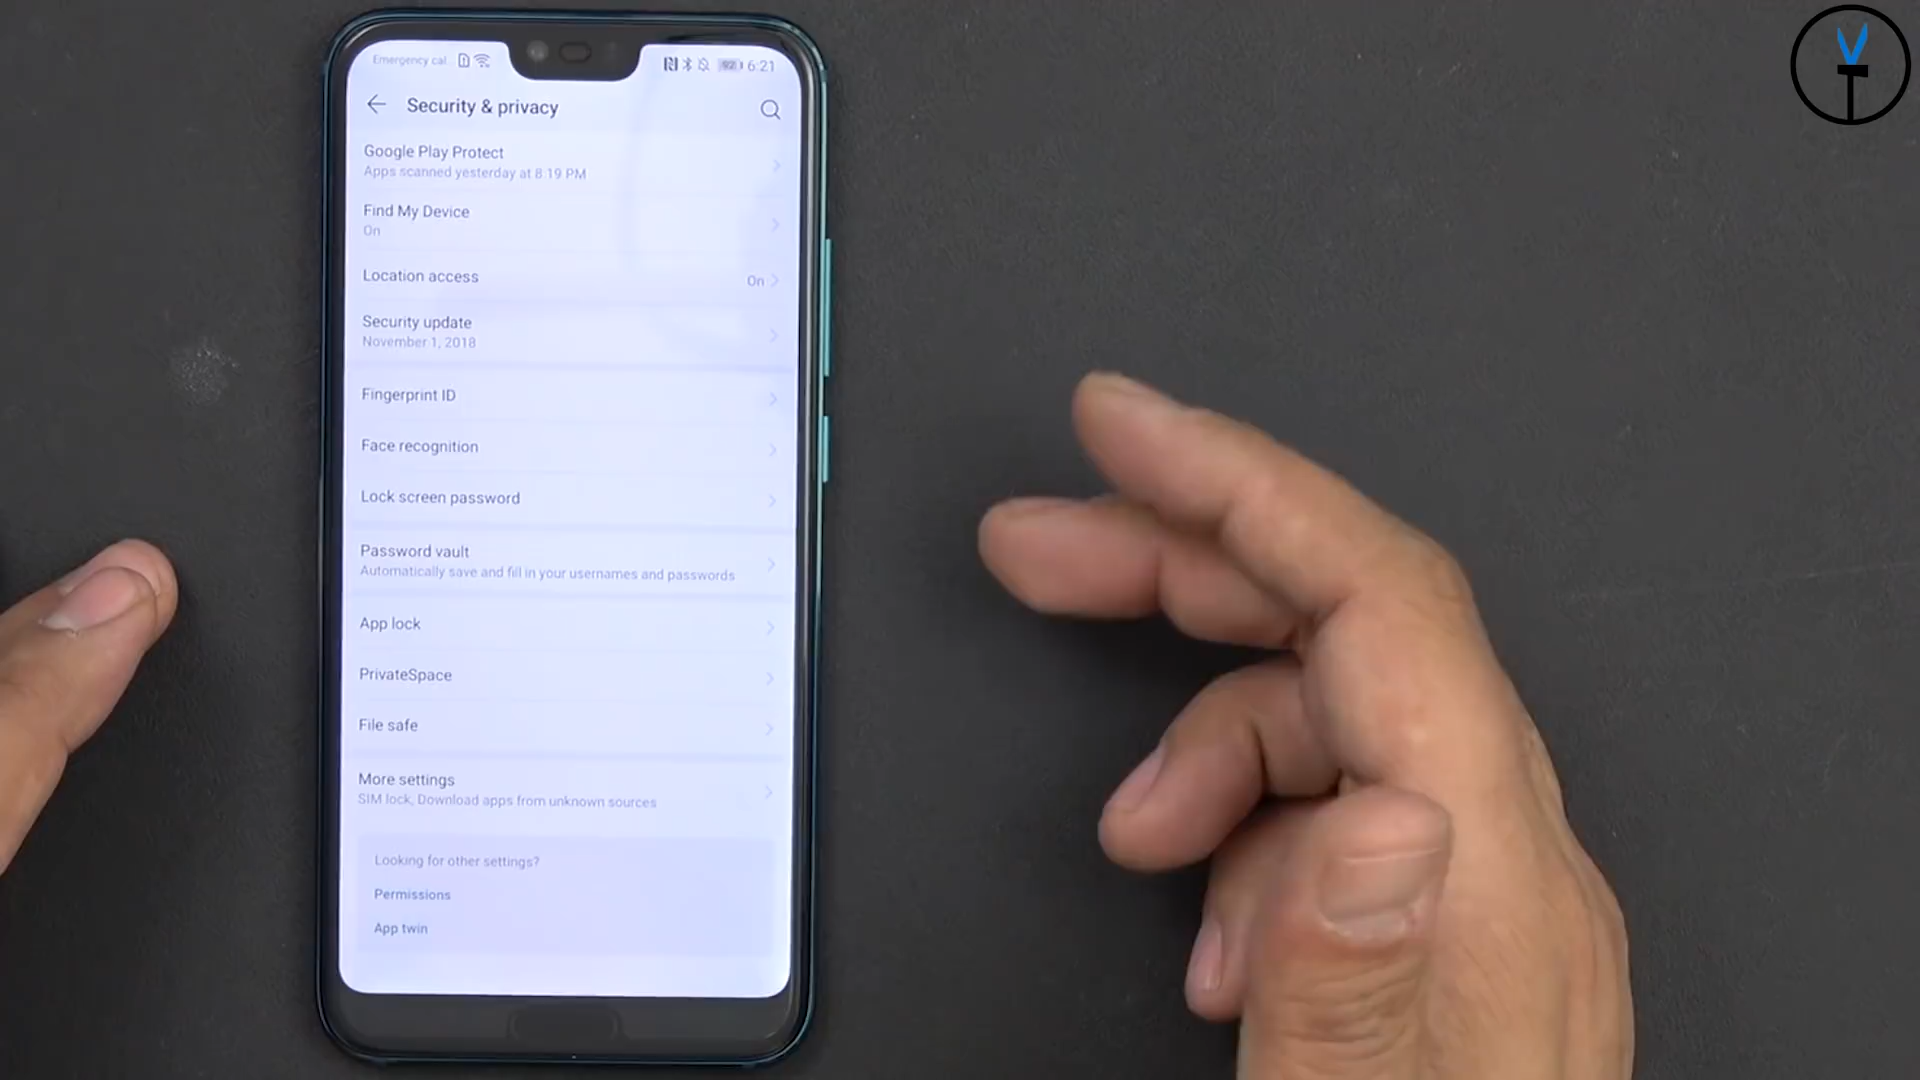 Emergency cal
92 6:21
Security & privacy
Google Play Protect
Apps scanned yesterday at 8:19 PM
Find My Device
On
Location access
On
Security update
November 1, 2018
Fingerprint ID
Face recognition
Lock screen password
Password vault
Automatically save and fill in your usernames and passwords
App lock
PrivateSpace
File safe
More settings
SIM lock, Download apps from unknown sources
Looking for other settings?
Permissions
App twin
VT